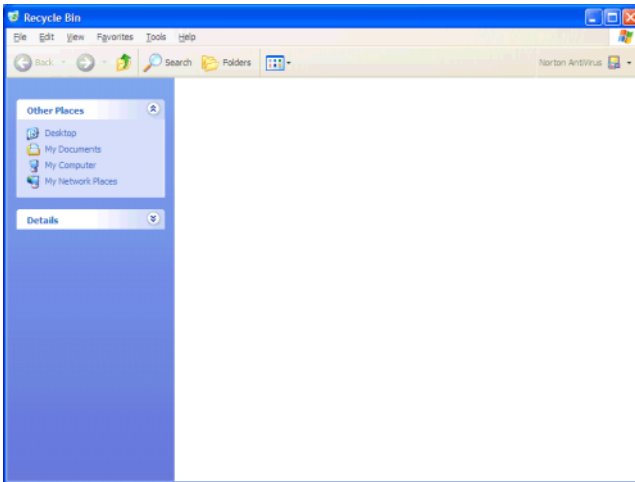 Recycle Bin
File Edit View Favorites Tools Help
Back Search Folders Norton AntiVirus
Other Places
Desktop
My Documents
My Computer
My Network Places
Details